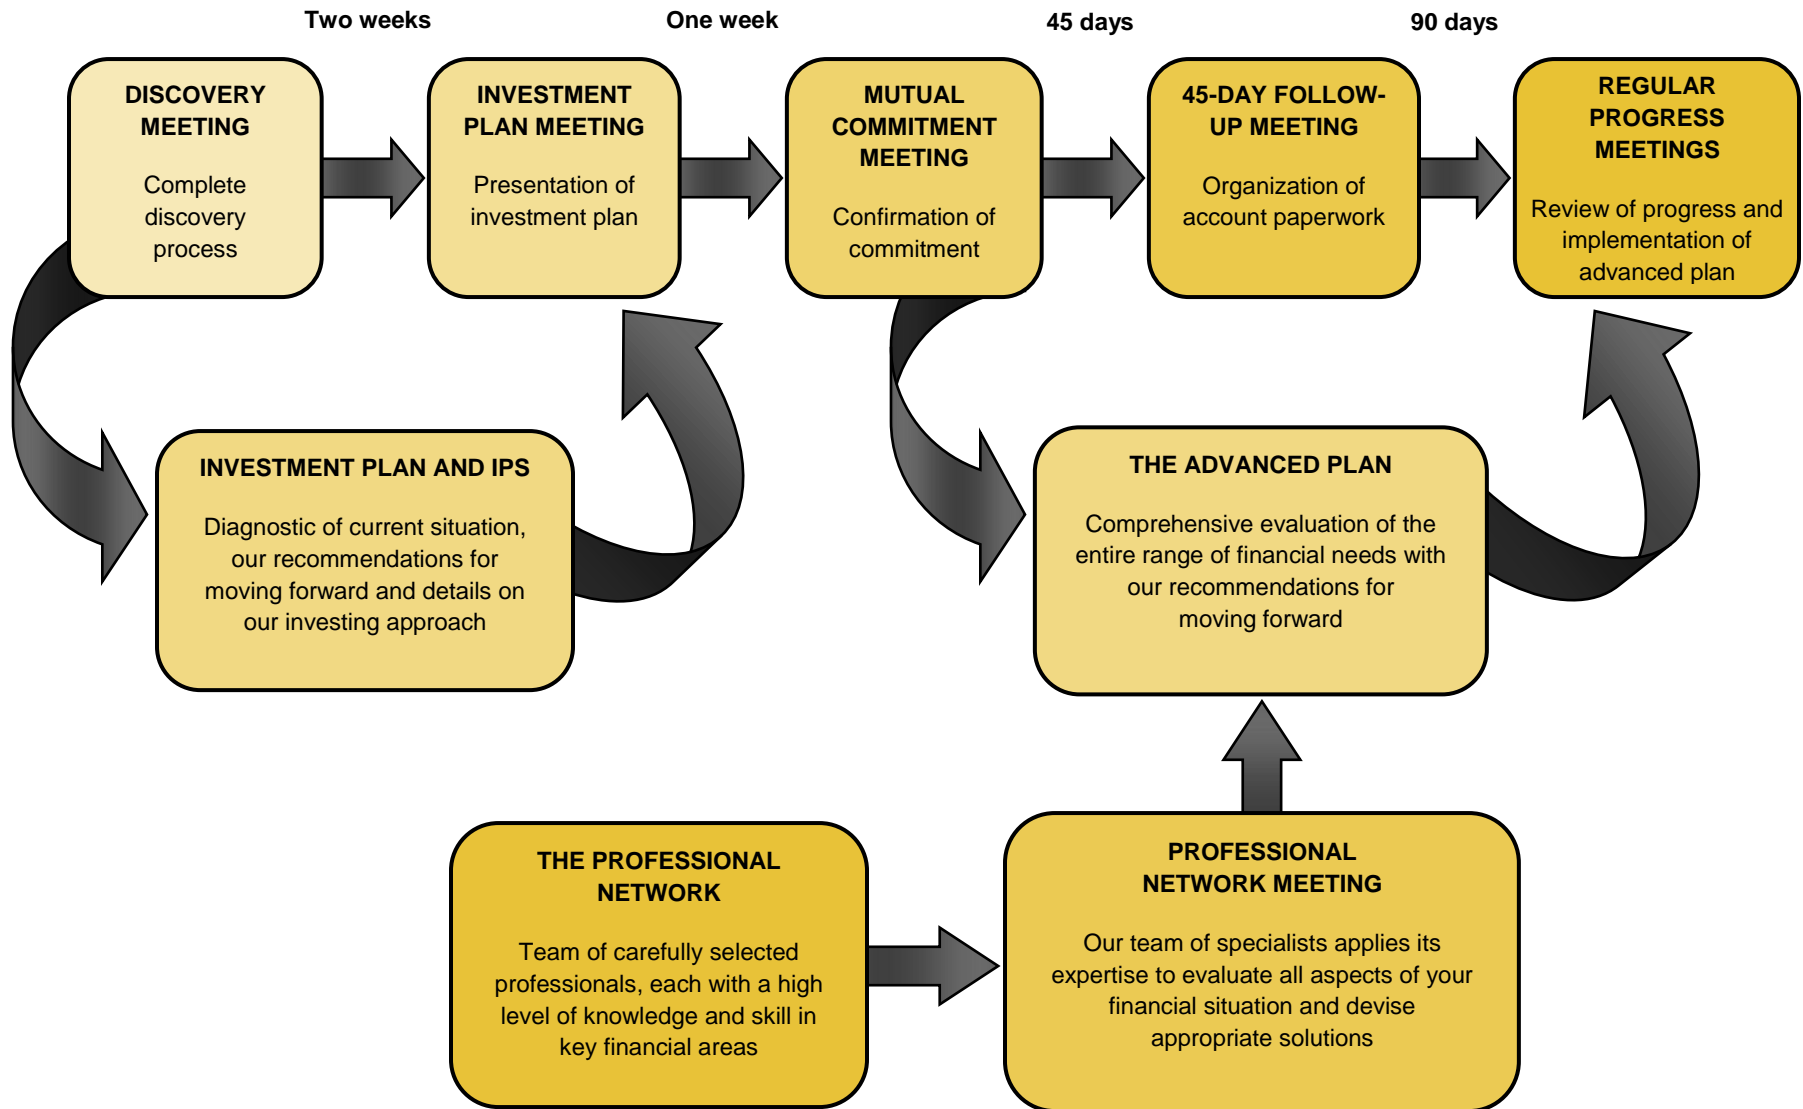 Two weeks
One week
45 days
90 days
DISCOVERY
MEETING
Complete
discovery
process
INVESTMENT
PLAN MEETING
Presentation of
investment plan
MUTUAL
COMMITMENT
MEETING
Confirmation of
commitment
45-DAY FOLLOW-
UP MEETING
Organization of
account paperwork
REGULAR
PROGRESS
MEETINGS
Review of progress and
implementation of
advanced plan
INVESTMENT PLAN AND IPS
Diagnostic of current situation,
our recommendations for
moving forward and details on
our investing approach
THE ADVANCED PLAN
Comprehensive evaluation of the
entire range of financial needs with
our recommendations for
moving forward
THE PROFESSIONAL
NETWORK
Team of carefully selected
professionals, each with a high
level of knowledge and skill in
key financial areas
PROFESSIONAL
NETWORK MEETING
Our team of specialists applies its
expertise to evaluate all aspects of your
financial situation and devise
appropriate solutions